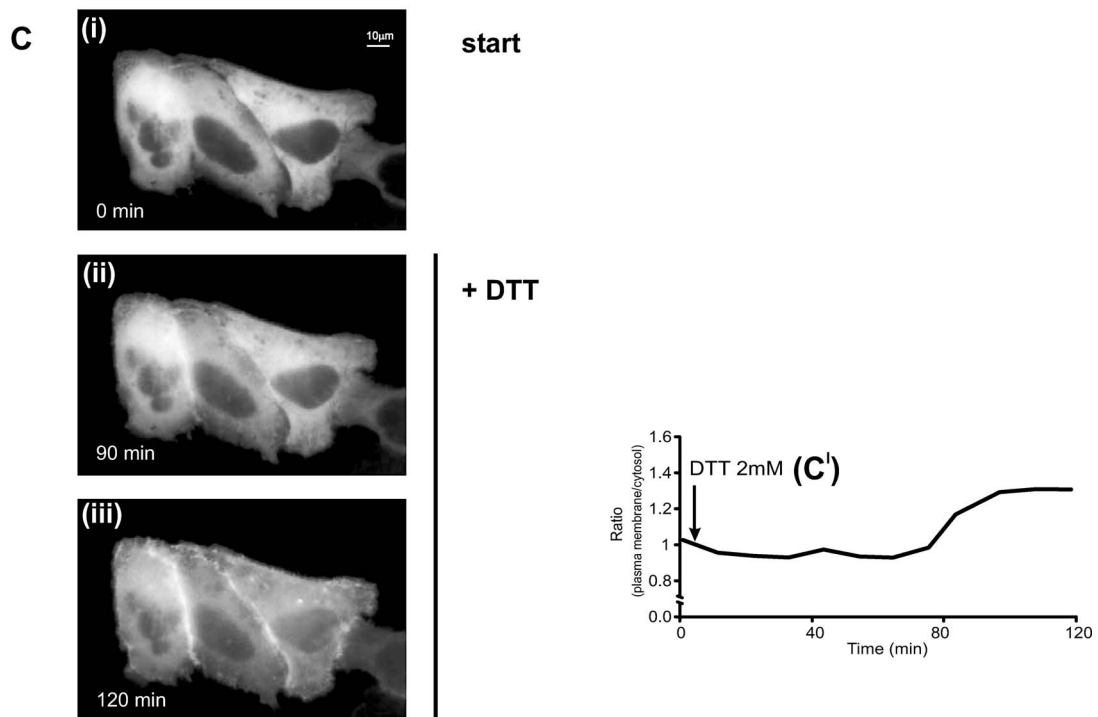 C
(i)
10μm
start
0 min
(ii)
+ DTT
90 min
(iii)
120 min
1.6
1.4
1.2
1
0.8
0.0
Ratio
(plasma membrane/cytosol)
DTT 2mM (C^I)
0
40
80
120
Time (min)